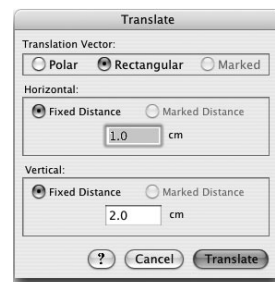 Translate
Translation Vector:
Polar Rectangular Marked
Horizontal:
Fixed Distance Marked Distance
1.0 cm
Vertical:
Fixed Distance Marked Distance
2.0 cm
? Cancel Translate